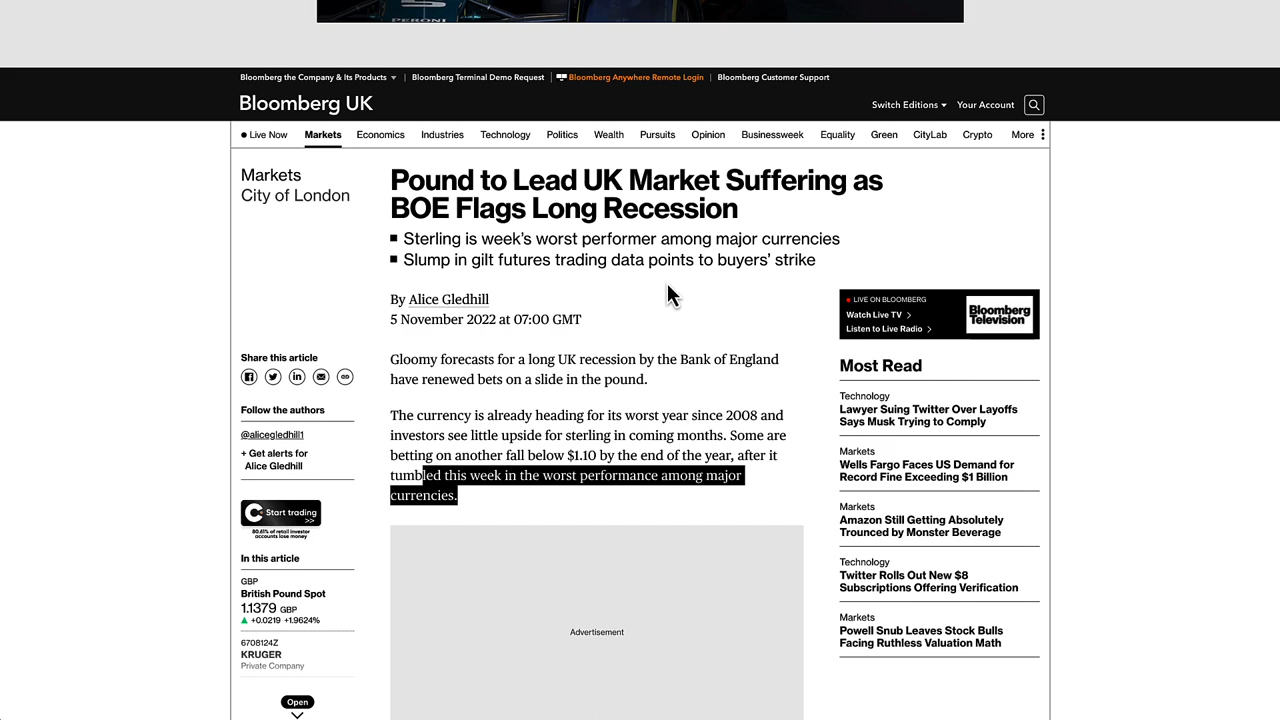 PERONI
Bloomberg the Company & Its Products
Bloomberg Terminal Demo Request
Bloomberg Anywhere Remote Login
Bloomberg Customer Support
Bloomberg UK
Switch Editions
Your Account
Live Now
Markets
Economics
Industries
Technology
Politics
Wealth
Pursuits
Opinion
Businessweek
Equality
Green
CityLab
Crypto
More
Markets
City of London
Pound to Lead UK Market Suffering as
BOE Flags Long Recession
Sterling is week's worst performer among major currencies
Slump in gilt futures trading data points to buyers' strike
By Alice Gledhill
5 November 2022 at 07:00 GMT
Share this article
Follow the authors
@alicegledhill1
+ Get alerts for
Alice Gledhill
Start trading
>>
80.61% of retail investor
accounts lose money
In this article
GBP
British Pound Spot
1.1379 GBP
+0.0219 +1.9624%
6708124Z
KRUGER
Private Company
Open
Gloomy forecasts for a long UK recession by the Bank of England
have renewed bets on a slide in the pound.
The currency is already heading for its worst year since 2008 and
investors see little upside for sterling in coming months. Some are
betting on another fall below $1.10 by the end of the year, after it
tumbled this week in the worst performance among major
currencies.
Advertisement
LIVE ON BLOOMBERG
Watch Live TV
Listen to Live Radio
Bloomberg
Television
Most Read
Technology
Lawyer Suing Twitter Over Layoffs
Says Musk Trying to Comply
Markets
Wells Fargo Faces US Demand for
Record Fine Exceeding $1 Billion
Markets
Amazon Still Getting Absolutely
Trounced by Monster Beverage
Technology
Twitter Rolls Out New $8
Subscriptions Offering Verification
Markets
Powell Snub Leaves Stock Bulls
Facing Ruthless Valuation Math